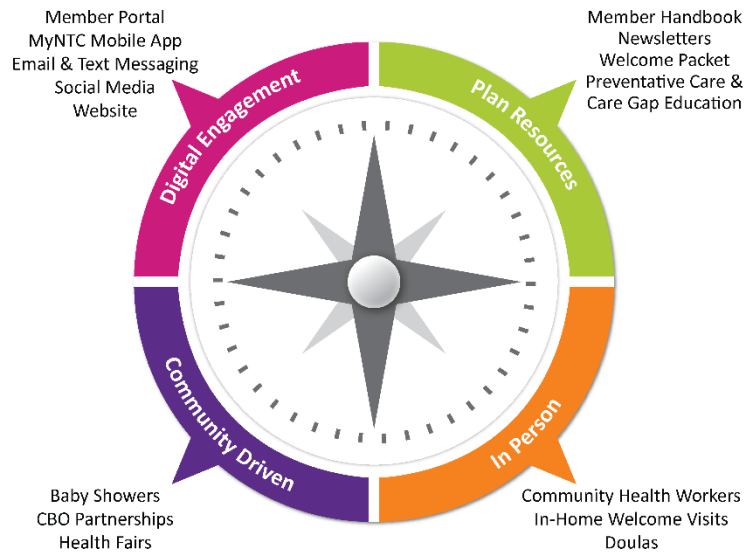 Member Portal
MyNTC Mobile App
Email & Text Messaging
Social Media
Website
Member Handbook
Newsletters
Welcome Packet
Preventative Care &
Care Gap Education
Digital Engagement
Plan Resources
Community Driven
In Person
Baby Showers
CBO Partnerships
Health Fairs
Community Health Workers
In-Home Welcome Visits
Doulas